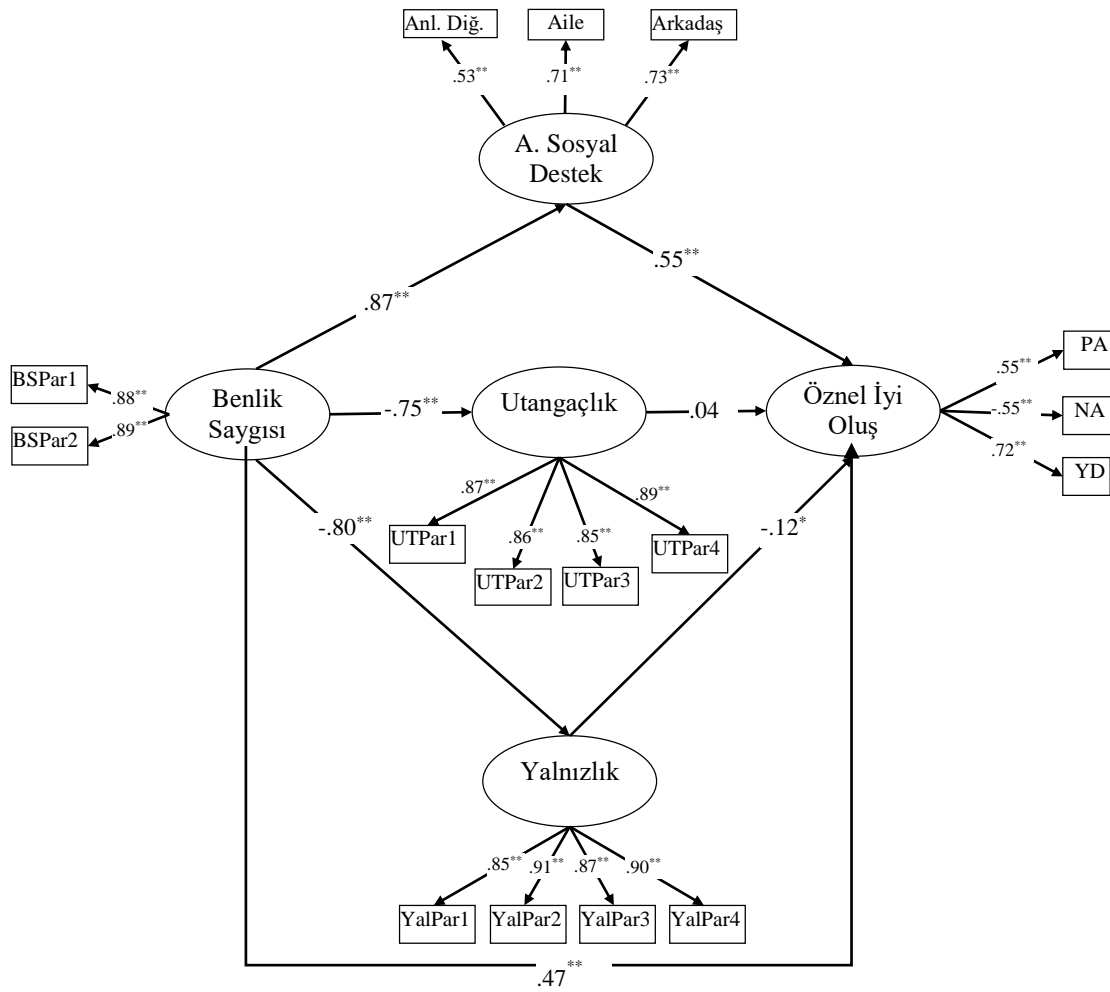 Anl. Diğ.
Aile
Arkadaş
.53**
.71**
.73**
A. Sosyal
Destek
.87**
.55**
BSPar1
BSPar2
.88**
.89**
Benlik
Saygısı
-.75**
Utangaçlık
.04
Öznel İyi
Oluş
.55**
-.55**
.72**
PA
NA
YD
.87**
.86**
.85**
.89**
UTPar1
UTPar2
UTPar3
UTPar4
-.80**
-.12*
Yalnızlık
.85**
.91**
.87**
.90**
YalPar1
YalPar2
YalPar3
YalPar4
.47**